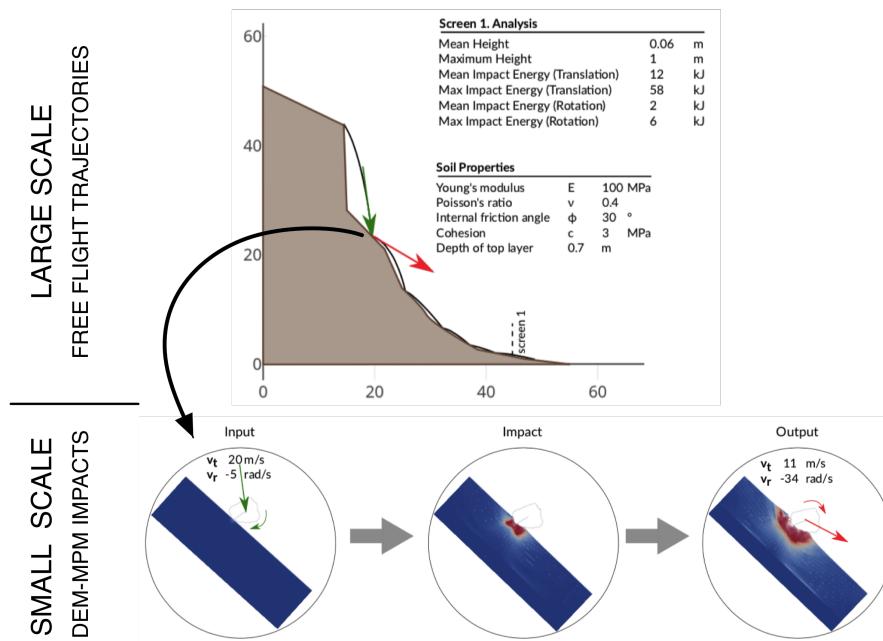 LARGE SCALE
FREE FLIGHT TRAJECTORIES
60
40
20
0
0
20
40
60
Screen 1. Analysis
Mean Height 0.06 m
Maximum Height 1 m
Mean Impact Energy (Translation) 12 kJ
Max Impact Energy (Translation) 58 kJ
Mean Impact Energy (Rotation) 2 kJ
Max Impact Energy (Rotation) 6 kJ
Soil Properties
Young's modulus E 100 MPa
Poisson's ratio ν 0.4
Internal friction angle ϕ 30 °
Cohesion c 3 MPa
Depth of top layer 0.7 m
screen 1
SMALL SCALE
DEM-MPM IMPACTS
Input
vt 20m/s
vr -5 rad/s
Impact
Output
vt 11 m/s
vr -34 rad/s